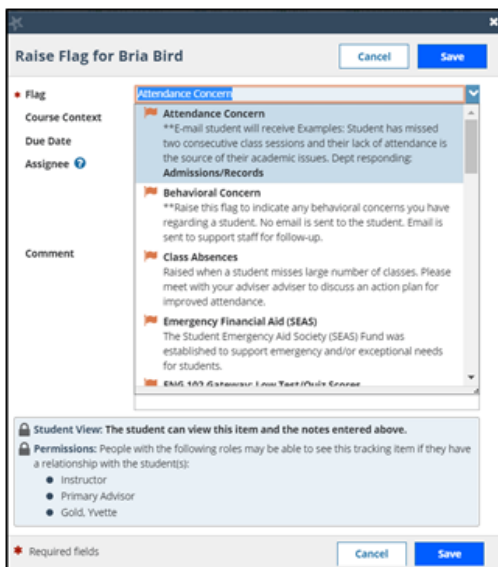 Raise Flag for Bria Bird
Cancel
Save
* Flag
Attendance Concern
Course Context
Due Date
Assignee ?
Comment
Attendance Concern
**E-mail student will receive Examples: Student has missed
two consecutive class sessions and their lack of attendance is
the source of their academic issues. Dept responding:
Admissions/Records
Behavioral Concern
**Raise this flag to indicate any behavioral concerns you have
regarding a student. No email is sent to the student. Email is
sent to support staff for follow-up.
Class Absences
Raised when a student misses large number of classes. Please
meet with your adviser adviser to discuss an action plan for
improved attendance.
Emergency Financial Aid (SEAS)
The Student Emergency Aid Society (SEAS) Fund was
established to support emergency and/or exceptional needs
for students.
ENG 102 Gateway: Low Test/Quiz Scores
Student View: The student can view this item and the notes entered above.
Permissions: People with the following roles may be able to see this tracking item if they have
a relationship with the student(s):
Instructor
Primary Advisor
Gold, Yvette
* Required fields
Cancel
Save